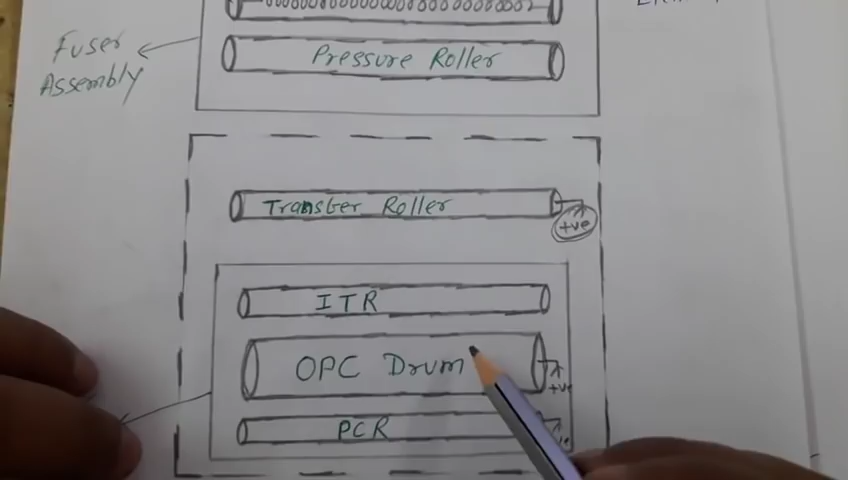 Fuser
Assembly
Pressure Roller
Transfer Roller
+ve
ITR
OPC Drum
+ve
PCR